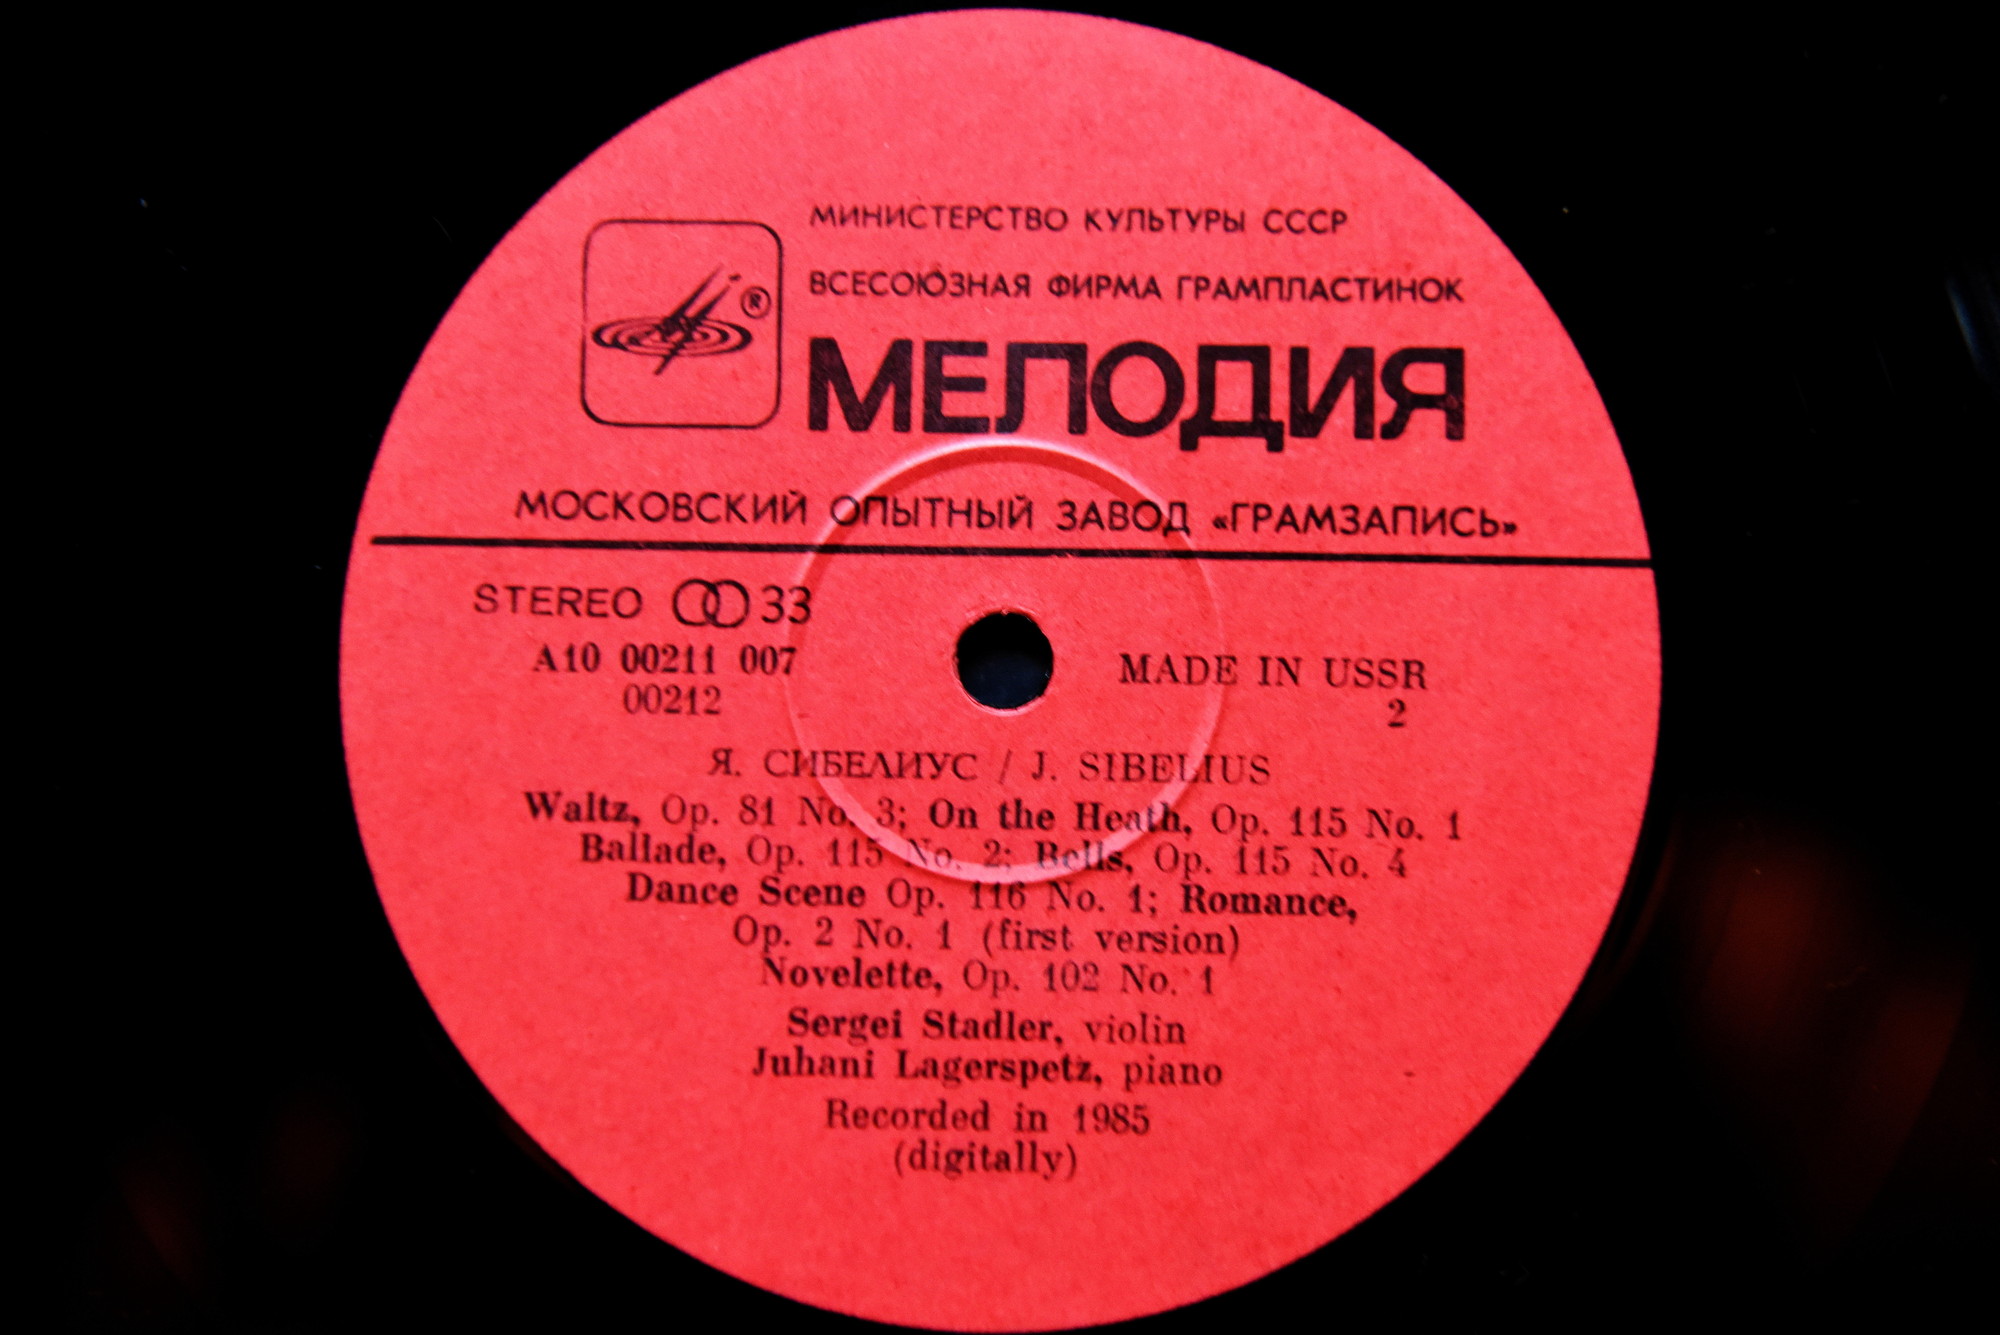 МИНИСТЕРСТВО КУЛЬТУРЫ СССР
ВСЕСОЮЗНАЯ ФИРМА ГРАМПЛАСТИНОК
®
МЕЛОДИЯ
МОСКОВСКИЙ ОПЫТНЫЙ ЗАВОД «ГРАМЗАПИСЬ»
STEREO 33
A10 00211 007
00212
MADE IN USSR
2
Я. СИБЕЛИУС / J. SIBELIUS
Waltz, Op. 81 No. 3; On the Heath, Op. 115 No. 1
Ballade, Op. 115 No. 2; Bells, Op. 115 No. 4
Dance Scene Op. 116 No. 1; Romance,
Op. 2 No. 1 (first version)
Novelette, Op. 102 No. 1
Sergei Stadler, violin
Juhani Lagerspetz, piano
Recorded in 1985
(digitally)